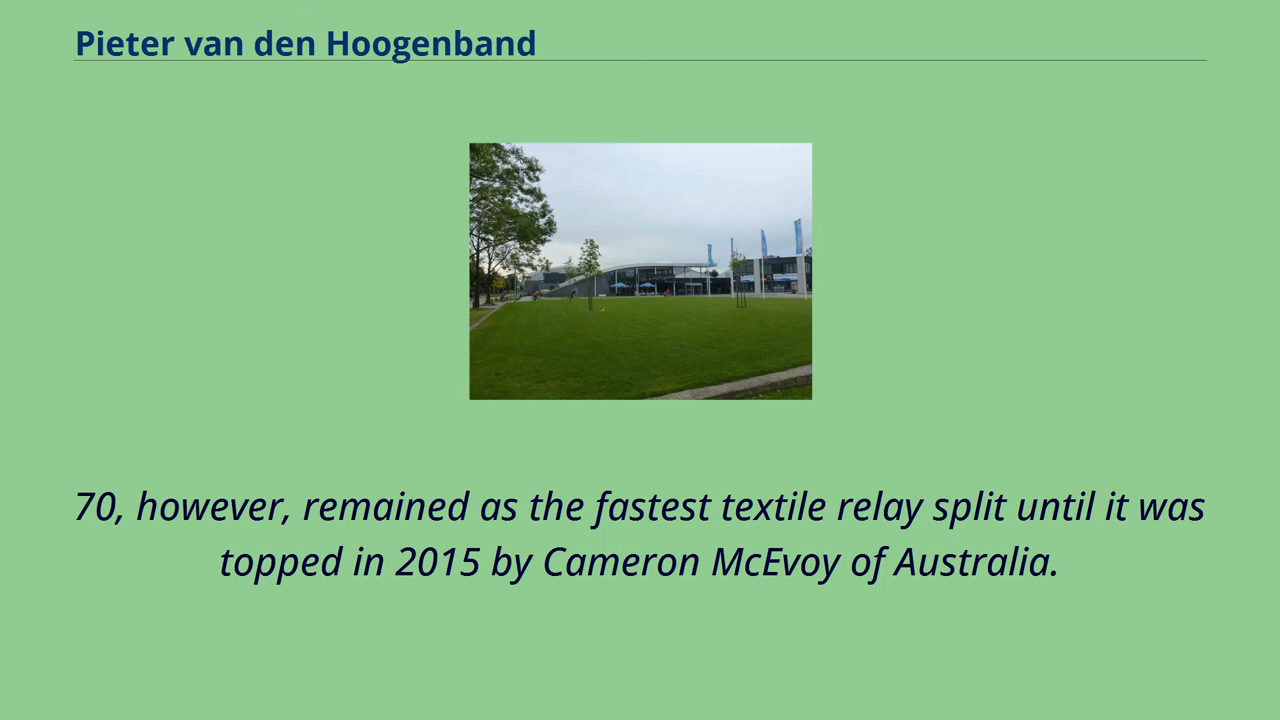 Pieter van den Hoogenband
70, however, remained as the fastest textile relay split until it was
topped in 2015 by Cameron McEvoy of Australia.